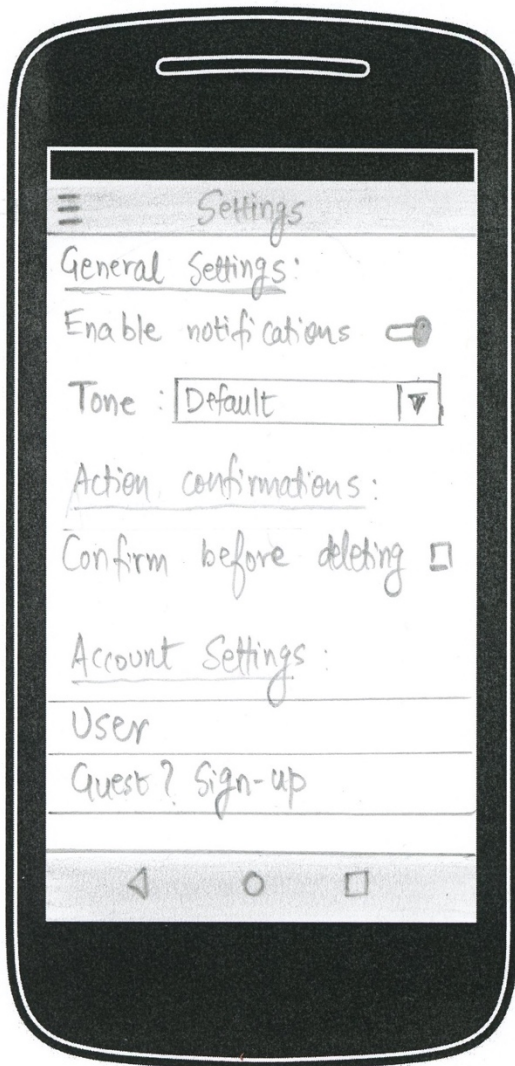 Settings
General Settings:
Enable notifications
Tone : Default
Action confirmations:
Confirm before deleting
Account Settings:
User
Guest? Sign-up